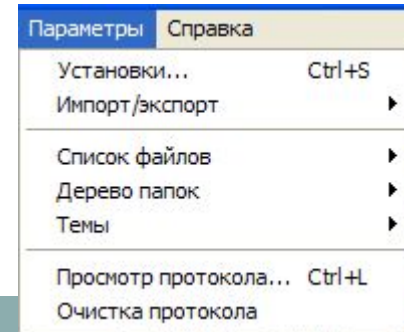 Параметры Справка
Установки... Ctrl+S
Импорт/экспорт
Список файлов
Дерево папок
Темы
Просмотр протокола... Ctrl+L
Очистка протокола